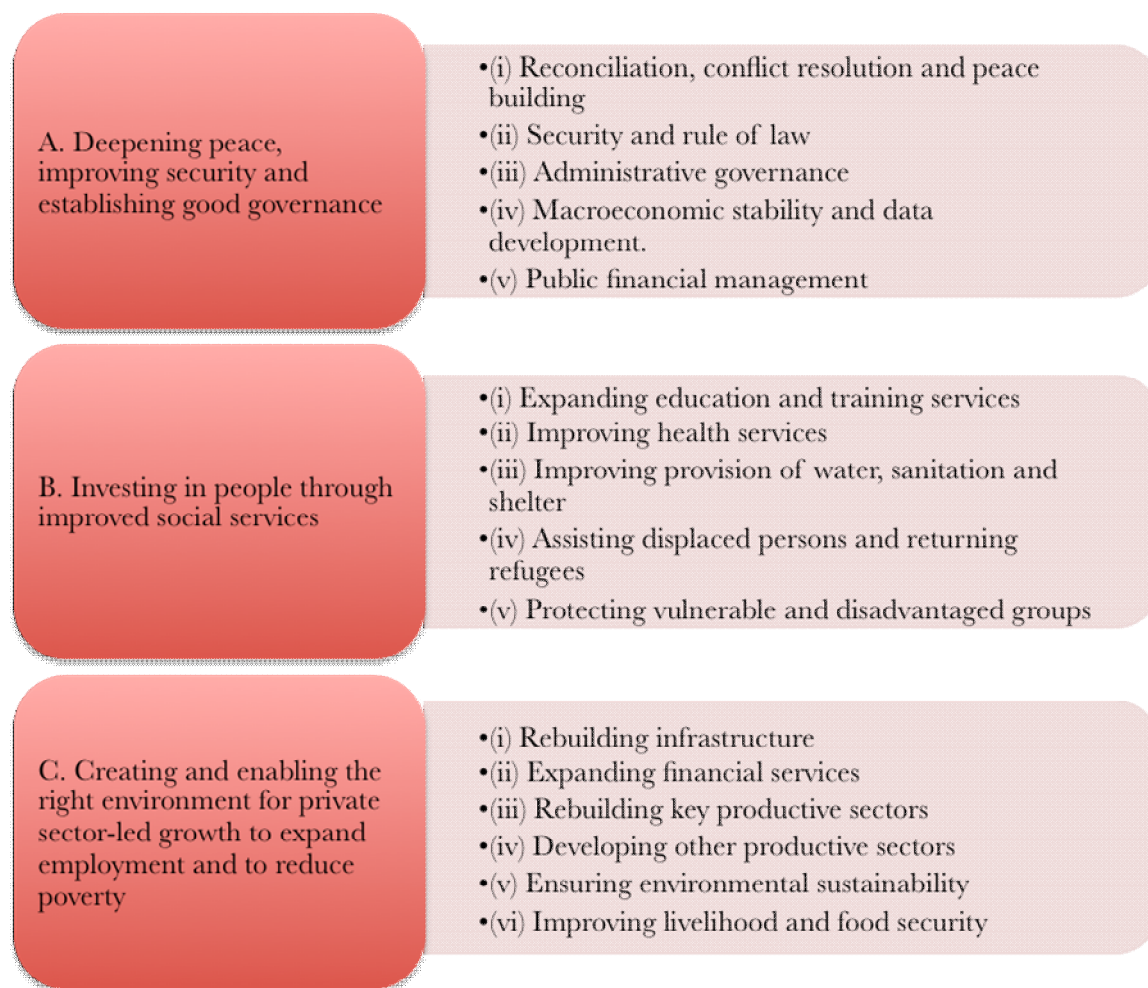 A. Deepening peace,
improving security and
establishing good governance
•(i) Reconciliation, conflict resolution and peace
building
•(ii) Security and rule of law
•(iii) Administrative governance
•(iv) Macroeconomic stability and data
development.
•(v) Public financial management
B. Investing in people through
improved social services
•(i) Expanding education and training services
•(ii) Improving health services
•(iii) Improving provision of water, sanitation and
shelter
•(iv) Assisting displaced persons and returning
refugees
•(v) Protecting vulnerable and disadvantaged groups
C. Creating and enabling the
right environment for private
sector-led growth to expand
employment and to reduce
poverty
•(i) Rebuilding infrastructure
•(ii) Expanding financial services
•(iii) Rebuilding key productive sectors
•(iv) Developing other productive sectors
•(v) Ensuring environmental sustainability
•(vi) Improving livelihood and food security